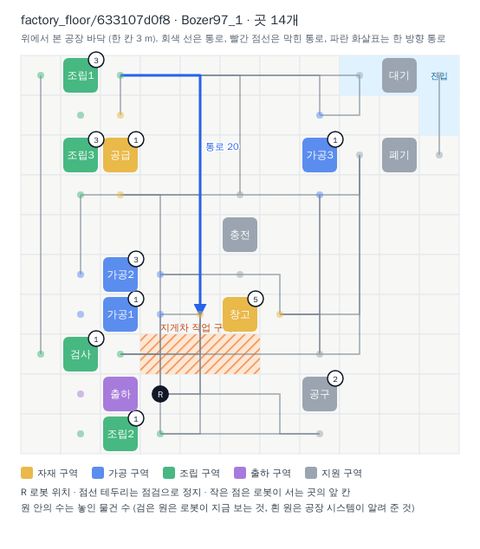 factory_floor/633107d0f8 · Bozer97_1 · 곳 14개
위에서 본 공장 바닥 (한 칸 3 m). 회색 선은 통로, 빨간 점선은 막힌 통로, 파란 화살표는 한 방향 통로
조립1 3
대기
진입
조립3 3
공급 1
통로 20
가공3 1
폐기
충전
가공2 3
가공1 1
창고 5
지게차 작업 구
검사 1
출하
R
공구 2
조립2 1
자재 구역
가공 구역
조립 구역
출하 구역
지원 구역
R 로봇 위치 · 점선 테두리는 점검으로 정지 · 작은 점은 로봇이 서는 곳의 앞 칸
원 안의 수는 놓인 물건 수 (검은 원은 로봇이 지금 보는 것, 흰 원은 공장 시스템이 알려 준 것)